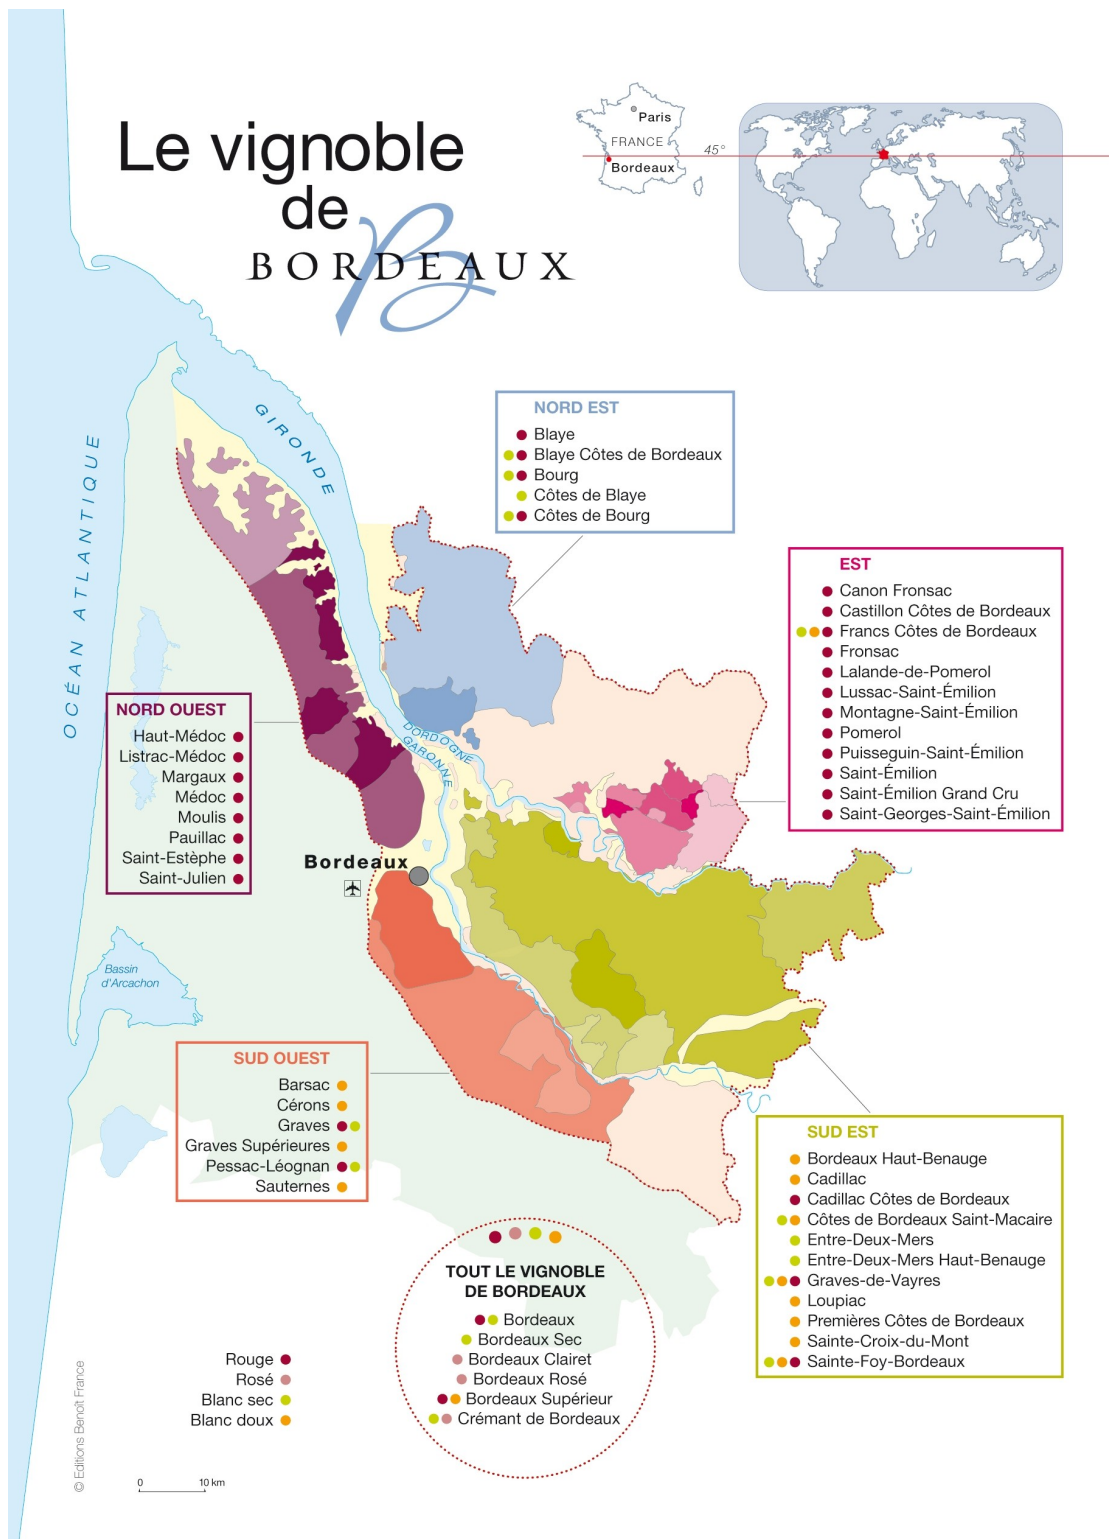 Le vignoble
de
BORDEAUX
B
Paris
FRANCE
Bordeaux
45°
OCÉAN ATLANTIQUE
GIRONDE
NORD EST
Blaye
Blaye Côtes de Bordeaux
Bourg
Côtes de Blaye
Côtes de Bourg
EST
Canon Fronsac
Castillon Côtes de Bordeaux
Francs Côtes de Bordeaux
Fronsac
Lalande-de-Pomerol
Lussac-Saint-Émilion
Montagne-Saint-Émilion
Pomerol
Puisseguin-Saint-Émilion
Saint-Émilion
Saint-Émilion Grand Cru
Saint-Georges-Saint-Émilion
NORD OUEST
Haut-Médoc
Listrac-Médoc
Margaux
Médoc
Moulis
Pauillac
Saint-Estèphe
Saint-Julien
DORDOGNE
GARONNE
Bordeaux
Bassin
d'Arcachon
SUD OUEST
Barsac
Cérons
Graves
Graves Supérieures
Pessac-Léognan
Sauternes
SUD EST
Bordeaux Haut-Benauge
Cadillac
Cadillac Côtes de Bordeaux
Côtes de Bordeaux Saint-Macaire
Entre-Deux-Mers
Entre-Deux-Mers Haut-Benauge
Graves-de-Vayres
Loupiac
Premières Côtes de Bordeaux
Sainte-Croix-du-Mont
Sainte-Foy-Bordeaux
TOUT LE VIGNOBLE
DE BORDEAUX
Bordeaux
Bordeaux Sec
Bordeaux Clairet
Bordeaux Rosé
Bordeaux Supérieur
Crémant de Bordeaux
Rouge
Rosé
Blanc sec
Blanc doux
© Editions Benoît France
0 10 km